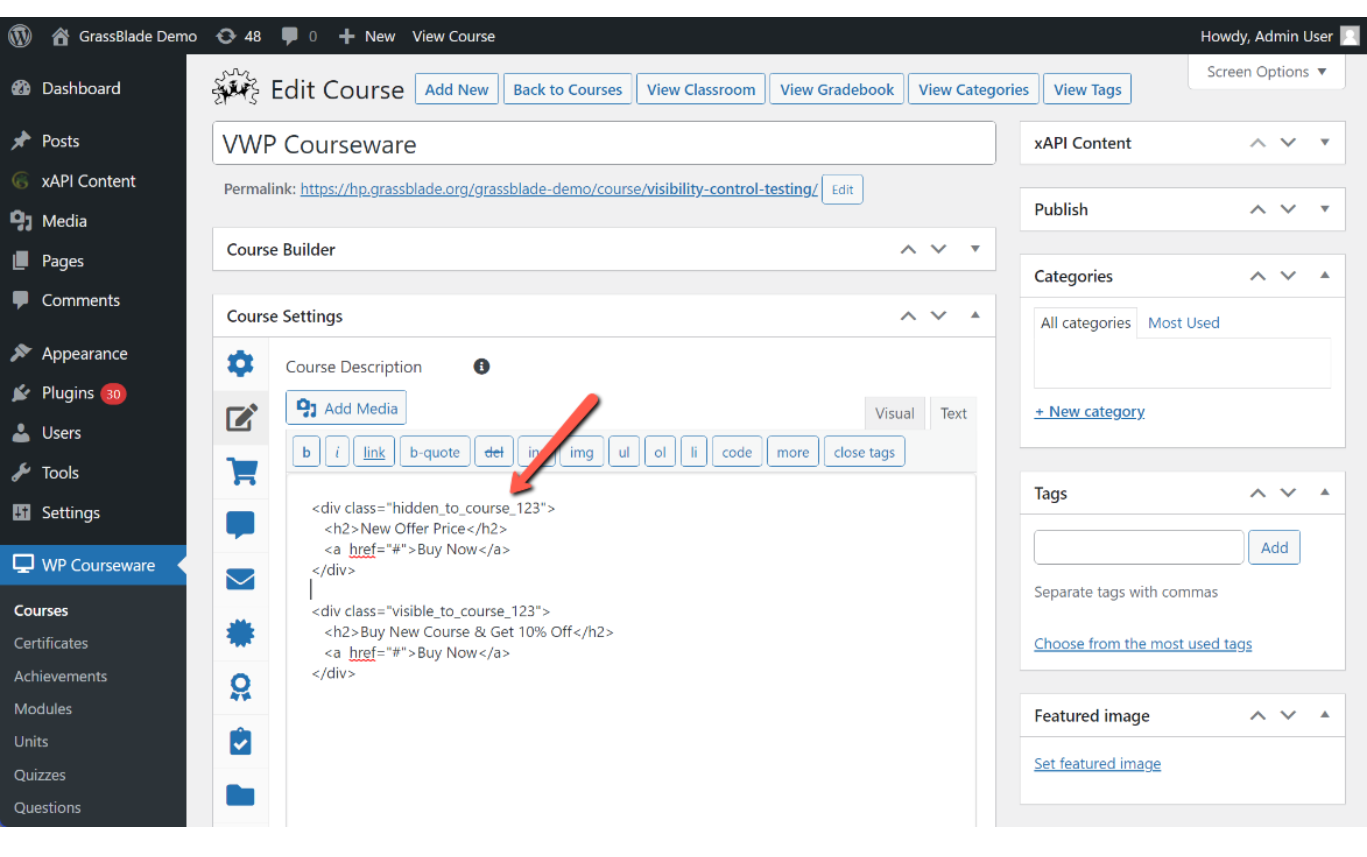 GrassBlade Demo 48 0 New View Course Howdy, Admin User
Screen Options
Dashboard
Posts
xAPI Content
Media
Pages
Comments
Appearance
Plugins 30
Users
Tools
Settings
WP Courseware
Courses
Certificates
Achievements
Modules
Units
Quizzes
Questions
Edit Course Add New Back to Courses View Classroom View Gradebook View Categories View Tags
VWP Courseware
Permalink: https://hp.grassblade.org/grassblade-demo/course/visibility-control-testing/ Edit
Course Builder
Course Settings
Course Description
Add Media
Visual Text
b i link b-quote del in img ul ol li code more close tags
<div class="hidden_to_course_123">
<h2>New Offer Price</h2>
<a href="#">Buy Now</a>
</div>
<div class="visible_to_course_123">
<h2>Buy New Course & Get 10% Off</h2>
<a href="#">Buy Now</a>
</div>
xAPI Content
Publish
Categories
All categories Most Used
+ New category
Tags
Add
Separate tags with commas
Choose from the most used tags
Featured image
Set featured image